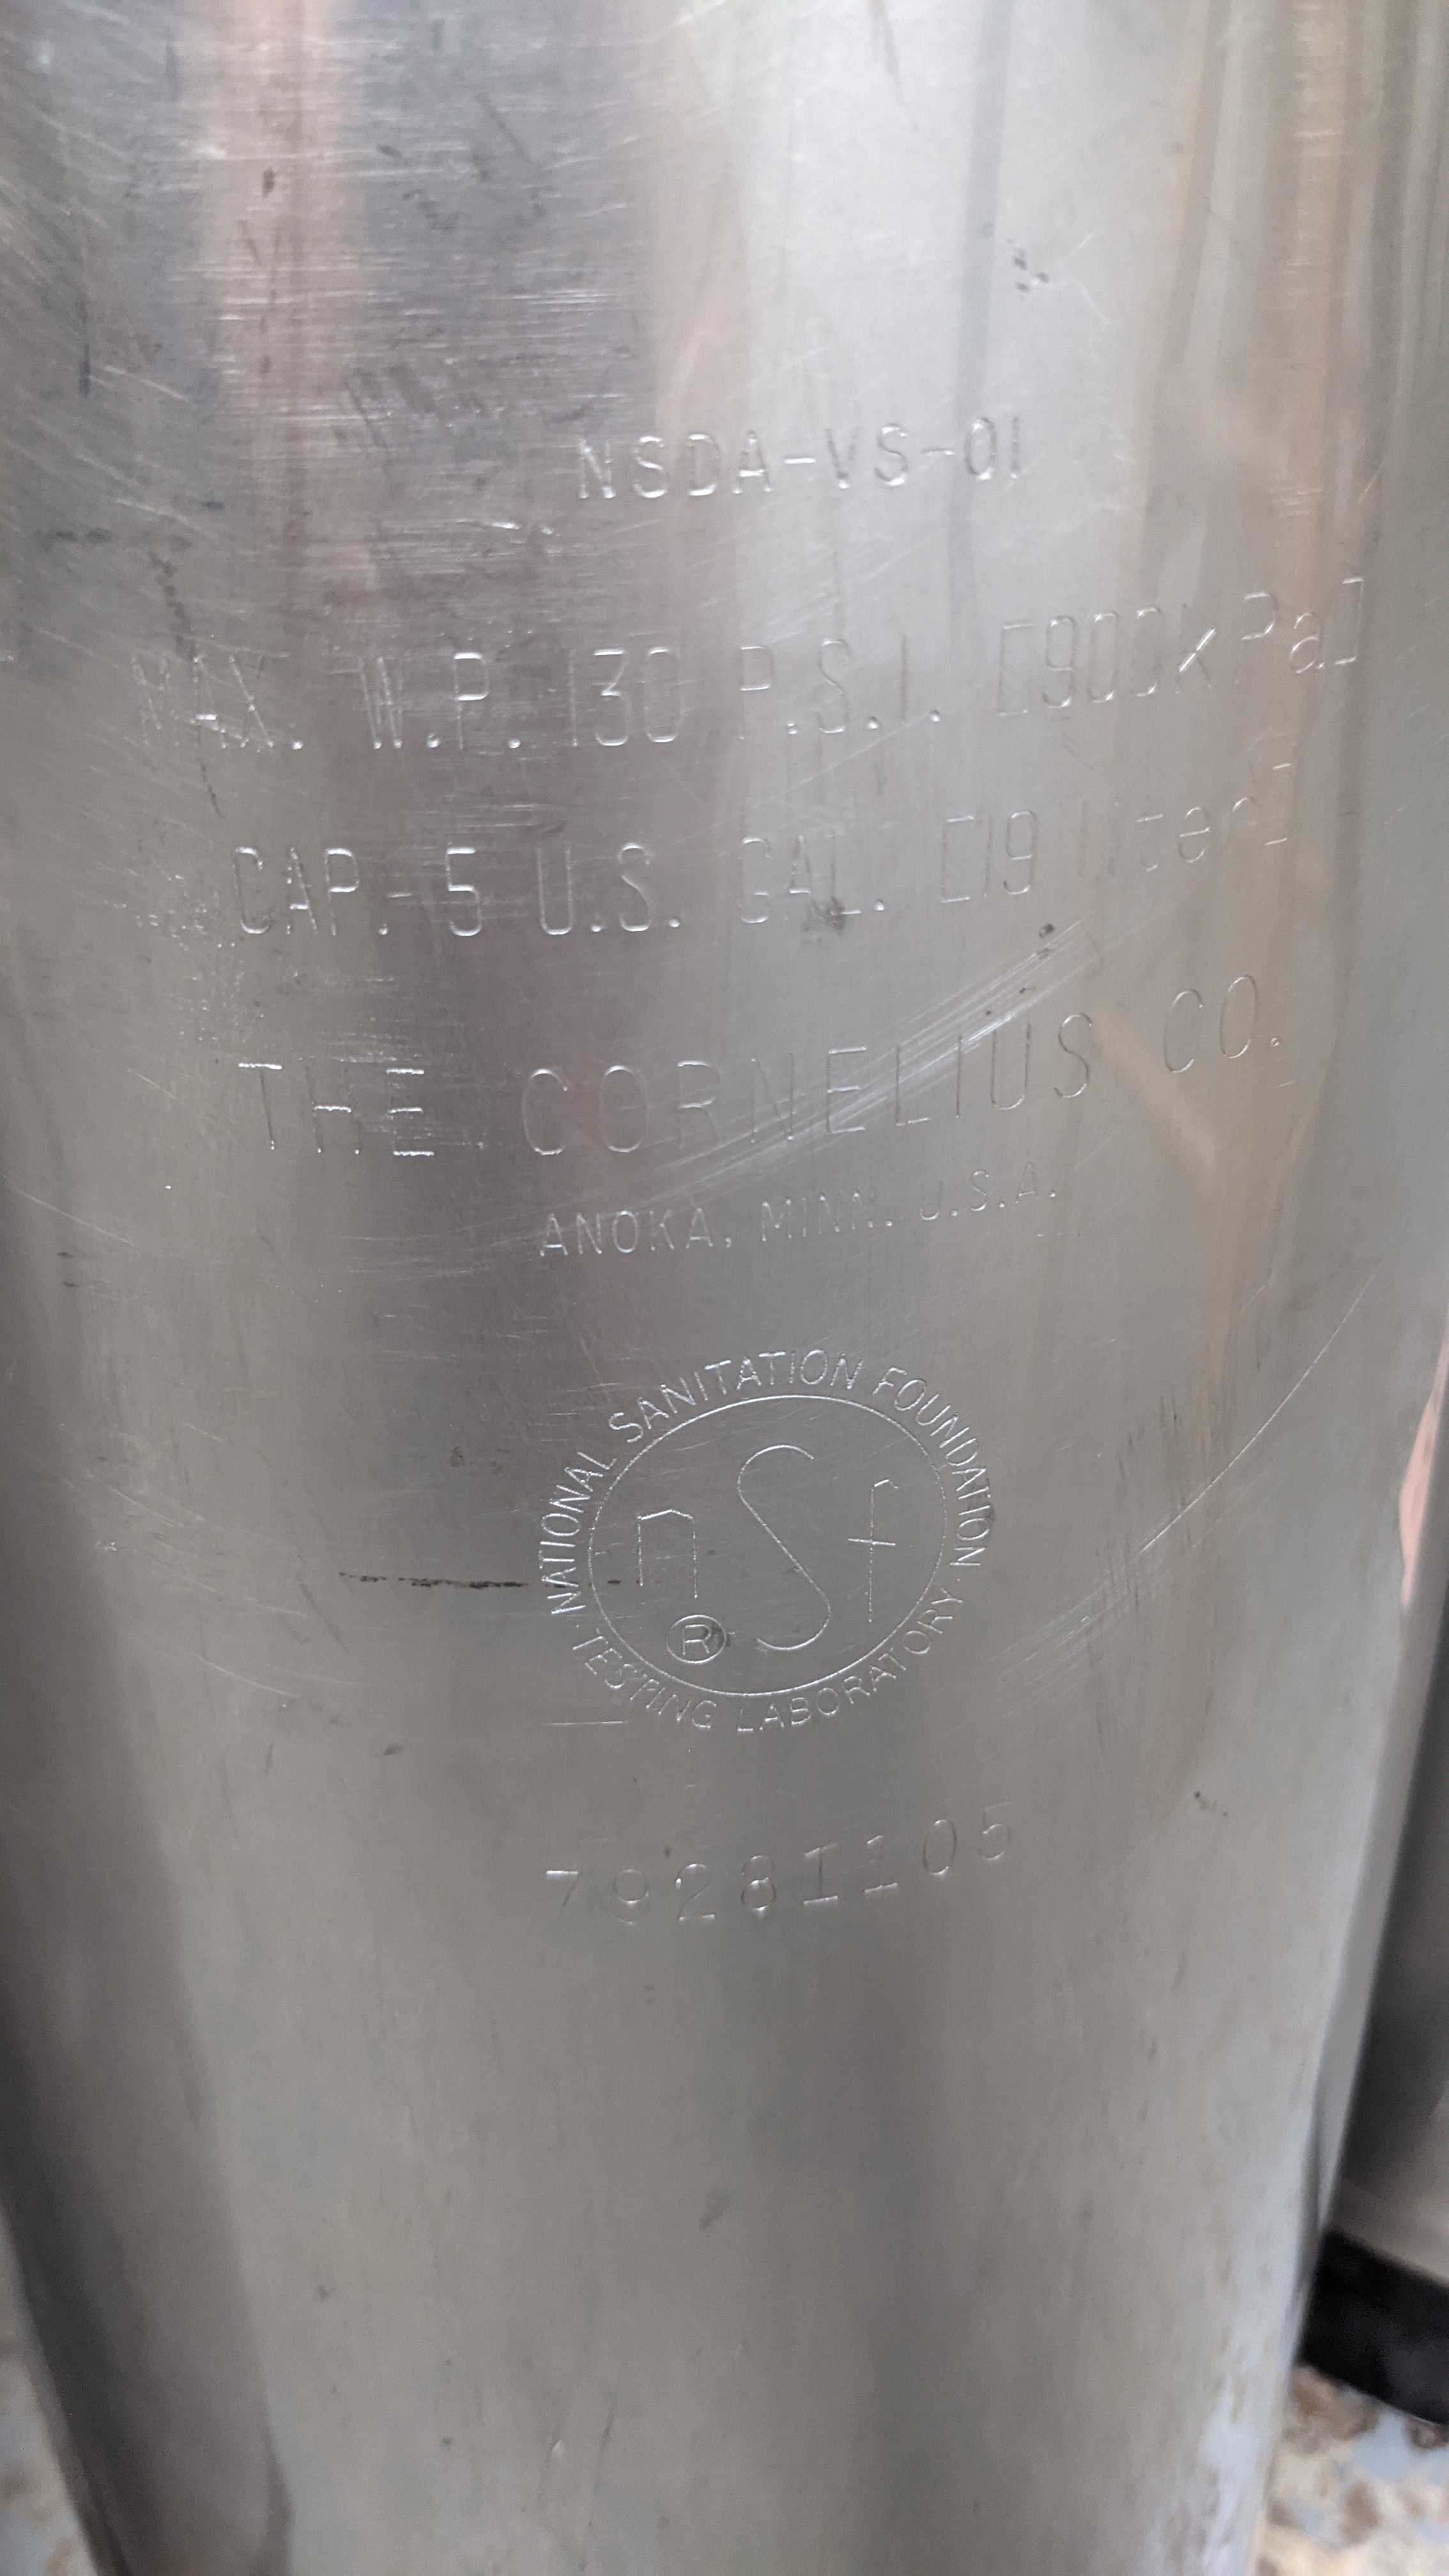 NSDA-VS-01
MAX. W.P. 130 P.S.I. [900kPa]
CAP.-5 U.S. GAL. [19 liter]
THE CORNELIUS CO.
ANOKA, MINN. U.S.A.
NATIONAL SANITATION FOUNDATION
nsf
®
TESTING LABORATORY
7928I105